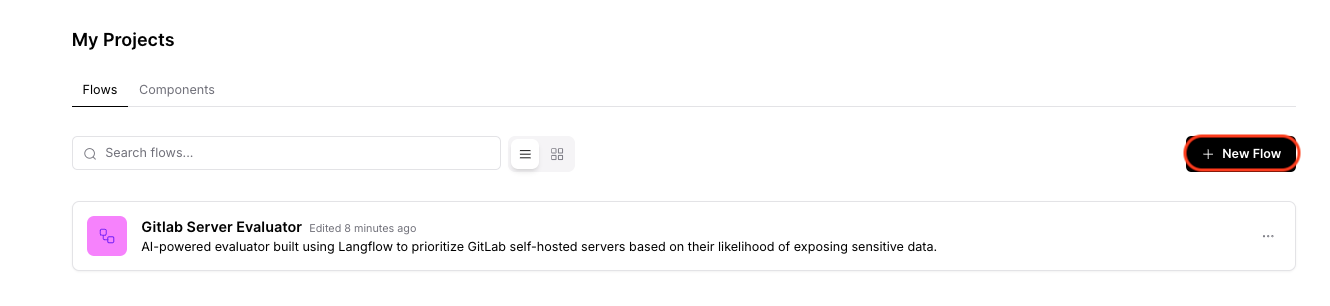 My Projects
Flows Components
Search flows...
New Flow
Gitlab Server Evaluator Edited 8 minutes ago
AI-powered evaluator built using Langflow to prioritize GitLab self-hosted servers based on their likelihood of exposing sensitive data.